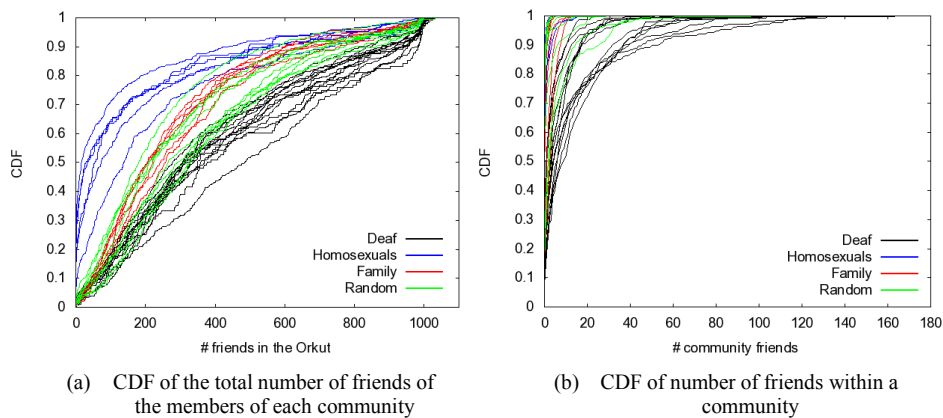 1
0.9
0.8
0.7
0.6
0.5
0.4
0.3
0.2
0.1
0
CDF
Deaf
Homosexuals
Family
Random
0 200 400 600 800 1000
# friends in the Orkut
(a) CDF of the total number of friends of
the members of each community
1
0.9
0.8
0.7
0.6
0.5
0.4
0.3
0.2
0.1
0
CDF
Deaf
Homosexuals
Family
Random
0 20 40 60 80 100 120 140 160 180
# community friends
(b) CDF of number of friends within a
community